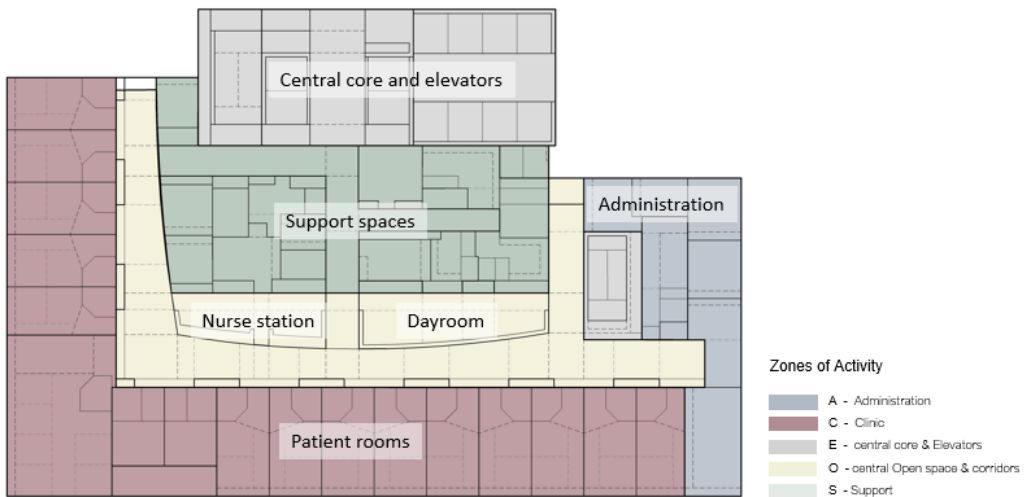 Central core and elevators
Support spaces
Administration
Nurse station
Dayroom
Patient rooms
Zones of Activity
A - Administration
C - Clinic
E - central core & Elevators
O - central Open space & corridors
S - Support